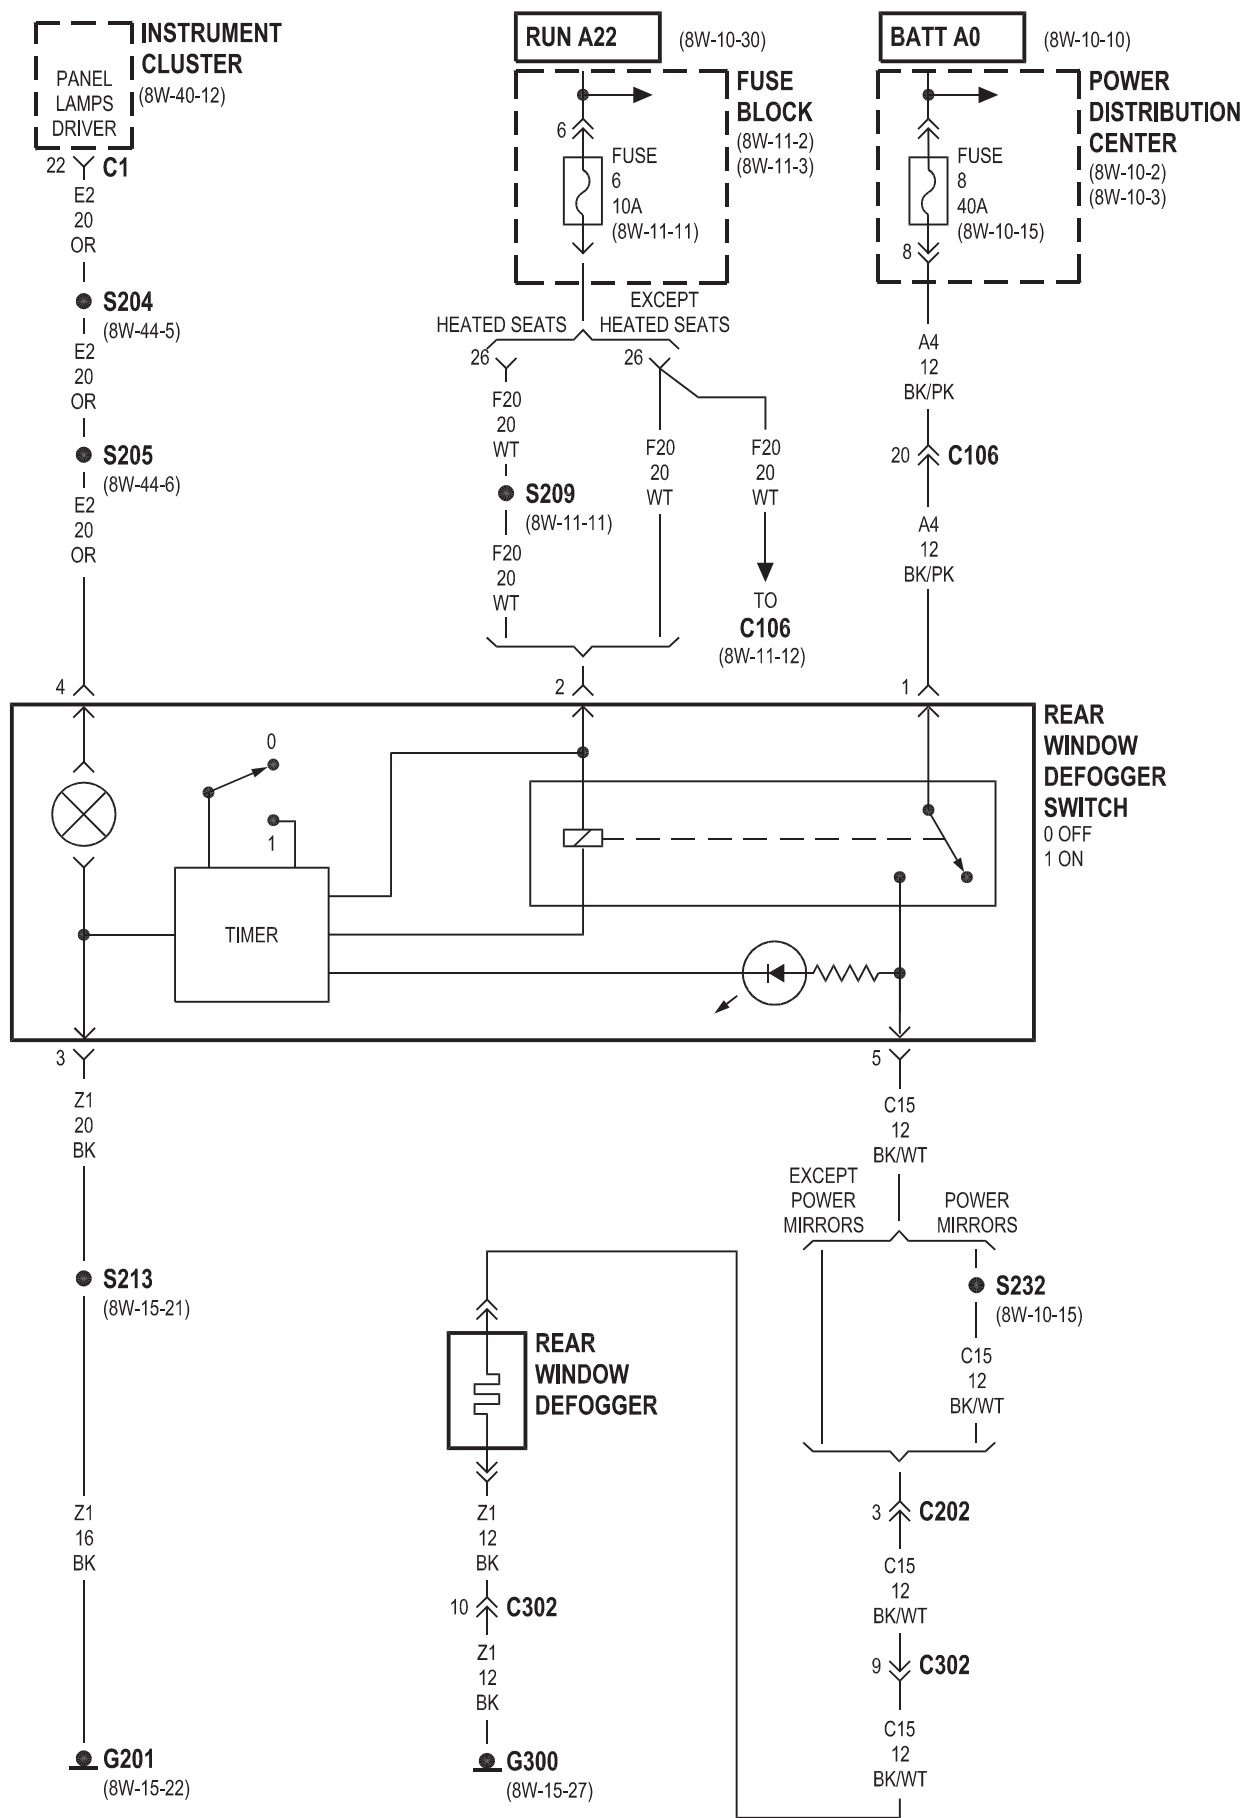 INSTRUMENT
CLUSTER
(8W-40-12)
PANEL
LAMPS
DRIVER
22
C1
E2
20
OR
S204
(8W-44-5)
E2
20
OR
S205
(8W-44-6)
E2
20
OR
4
RUN A22
(8W-10-30)
FUSE
BLOCK
(8W-11-2)
(8W-11-3)
6
FUSE
6
10A
(8W-11-11)
HEATED SEATS
EXCEPT
HEATED SEATS
26
26
F20
20
WT
S209
(8W-11-11)
F20
20
WT
F20
20
WT
F20
20
WT
TO
C106
(8W-11-12)
2
BATT A0
(8W-10-10)
POWER
DISTRIBUTION
CENTER
(8W-10-2)
(8W-10-3)
FUSE
8
40A
(8W-10-15)
8
A4
12
BK/PK
20
C106
A4
12
BK/PK
1
REAR
WINDOW
DEFOGGER
SWITCH
0 OFF
1 ON
0
1
TIMER
3
Z1
20
BK
S213
(8W-15-21)
Z1
16
BK
G201
(8W-15-22)
5
C15
12
BK/WT
EXCEPT
POWER
MIRRORS
POWER
MIRRORS
S232
(8W-10-15)
C15
12
BK/WT
3
C202
C15
12
BK/WT
9
C302
C15
12
BK/WT
REAR
WINDOW
DEFOGGER
Z1
12
BK
10
C302
Z1
12
BK
G300
(8W-15-27)